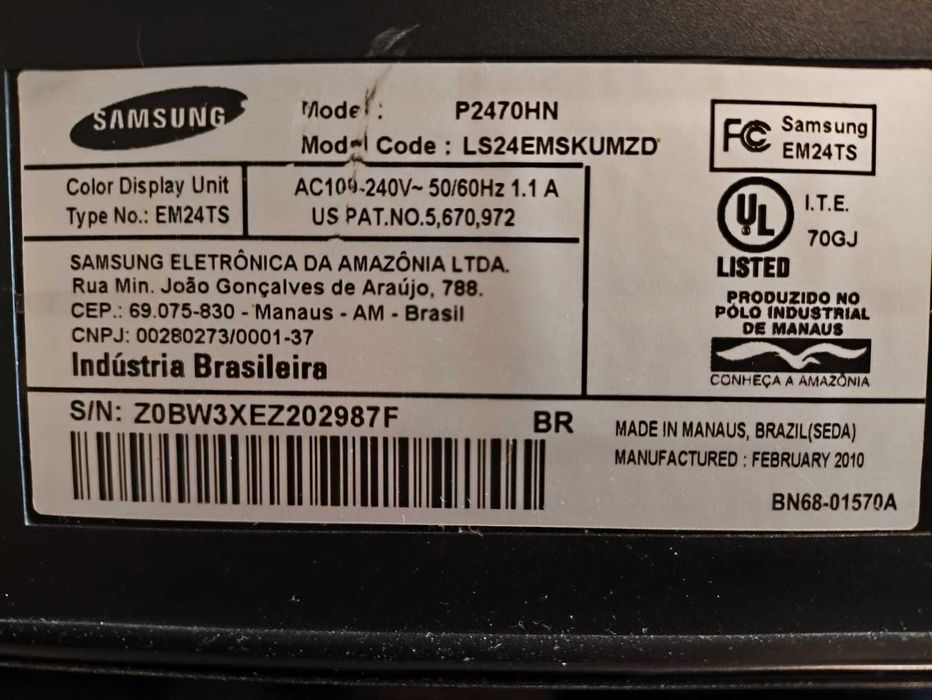 SAMSUNG
Model : P2470HN
Model Code : LS24EMSKUMZD
FC Samsung
EM24TS
Color Display Unit
Type No.: EM24TS
AC100-240V~ 50/60Hz 1.1 A
US PAT.NO.5,670,972
UL
LISTED
I.T.E.
70GJ
SAMSUNG ELETRÔNICA DA AMAZÔNIA LTDA.
Rua Min. João Gonçalves de Araújo, 788.
CEP.: 69.075-830 - Manaus - AM - Brasil
CNPJ: 00280273/0001-37
Indústria Brasileira
PRODUZIDO NO
PÓLO INDUSTRIAL
DE MANAUS
CONHEÇA A AMAZÔNIA
S/N: Z0BW3XEZ202987F
BR
MADE IN MANAUS, BRAZIL(SEDA)
MANUFACTURED : FEBRUARY 2010
BN68-01570A